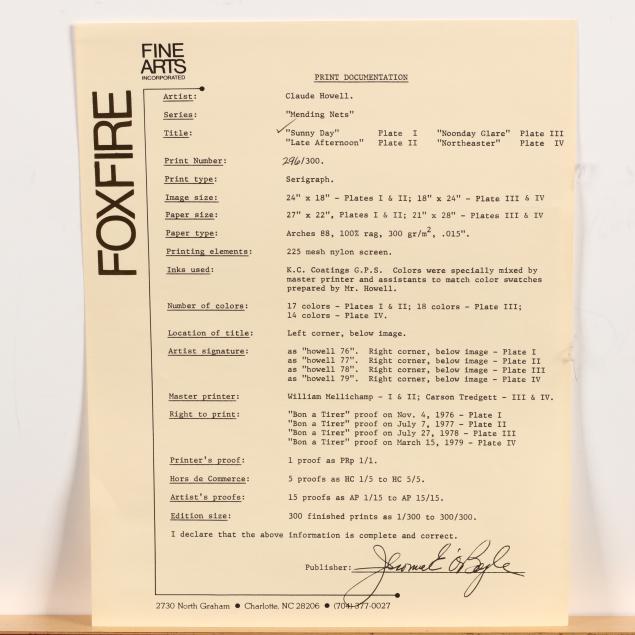 FINE
ARTS
INCORPORATED
FOXFIRE
PRINT DOCUMENTATION
Artist: Claude Howell.
Series: "Mending Nets"
Title: ✓"Sunny Day" Plate I "Noonday Glare" Plate III
"Late Afternoon" Plate II "Northeaster" Plate IV
Print Number: 296/300.
Print type: Serigraph.
Image size: 24" x 18" - Plates I & II; 18" x 24" - Plate III & IV
Paper size: 27" x 22", Plates I & II; 21" x 28" - Plates III & IV
Paper type: Arches 88, 100% rag, 300 gr/m², .015".
Printing elements: 225 mesh nylon screen.
Inks used: K.C. Coatings G.P.S. Colors were specially mixed by
master printer and assistants to match color swatches
prepared by Mr. Howell.
Number of colors: 17 colors - Plates I & II; 18 colors - Plate III;
14 colors - Plate IV.
Location of title: Left corner, below image.
Artist signature: as "howell 76". Right corner, below image - Plate I
as "howell 77". Right corner, below image - Plate II
as "howell 78". Right corner, below image - Plate III
as "howell 79". Right corner, below image - Plate IV
Master printer: William Mellichamp - I & II; Carson Tredgett - III & IV.
Right to print: "Bon a Tirer" proof on Nov. 4, 1976 - Plate I
"Bon a Tirer" proof on July 7, 1977 - Plate II
"Bon a Tirer" proof on July 27, 1978 - Plate III
"Bon a Tirer" proof on March 15, 1979 - Plate IV
Printer's proof: 1 proof as PRp 1/1.
Hors de Commerce: 5 proofs as HC 1/5 to HC 5/5.
Artist's proofs: 15 proofs as AP 1/15 to AP 15/15.
Edition size: 300 finished prints as 1/300 to 300/300.
I declare that the above information is complete and correct.
Publisher: Jerome E O'Boyle
2730 North Graham ● Charlotte, NC 28206 ● (704) 377-0027